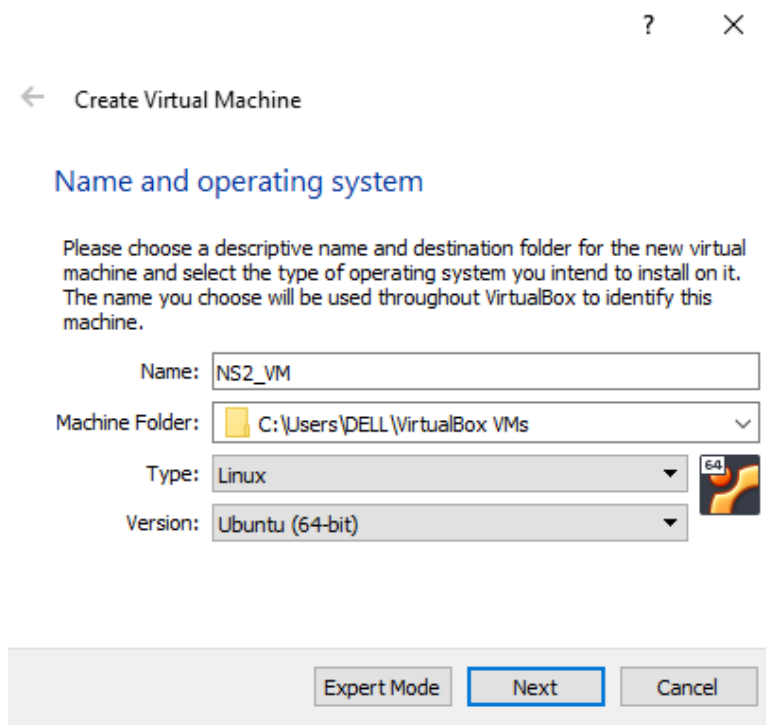 ?
Create Virtual Machine
Name and operating system
Please choose a descriptive name and destination folder for the new virtual
machine and select the type of operating system you intend to install on it.
The name you choose will be used throughout VirtualBox to identify this
machine.
Name: NS2_VM
Machine Folder: C:\Users\DELL\VirtualBox VMs
Type: Linux
64
Version: Ubuntu (64-bit)
Expert Mode Next Cancel